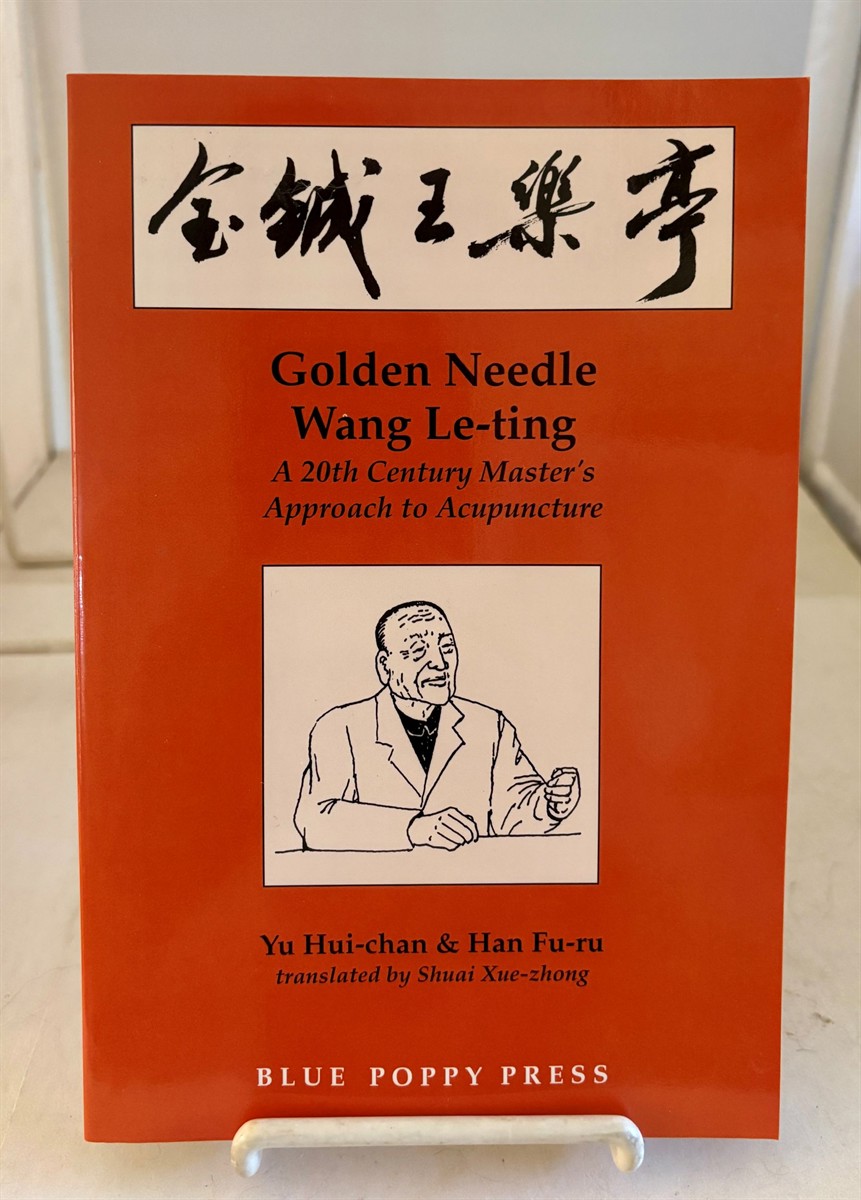 金鍼王樂亭
Golden Needle
Wang Le-ting
A 20th Century Master's
Approach to Acupuncture
Yu Hui-chan & Han Fu-ru
translated by Shuai Xue-zhong
BLUE POPPY PRESS